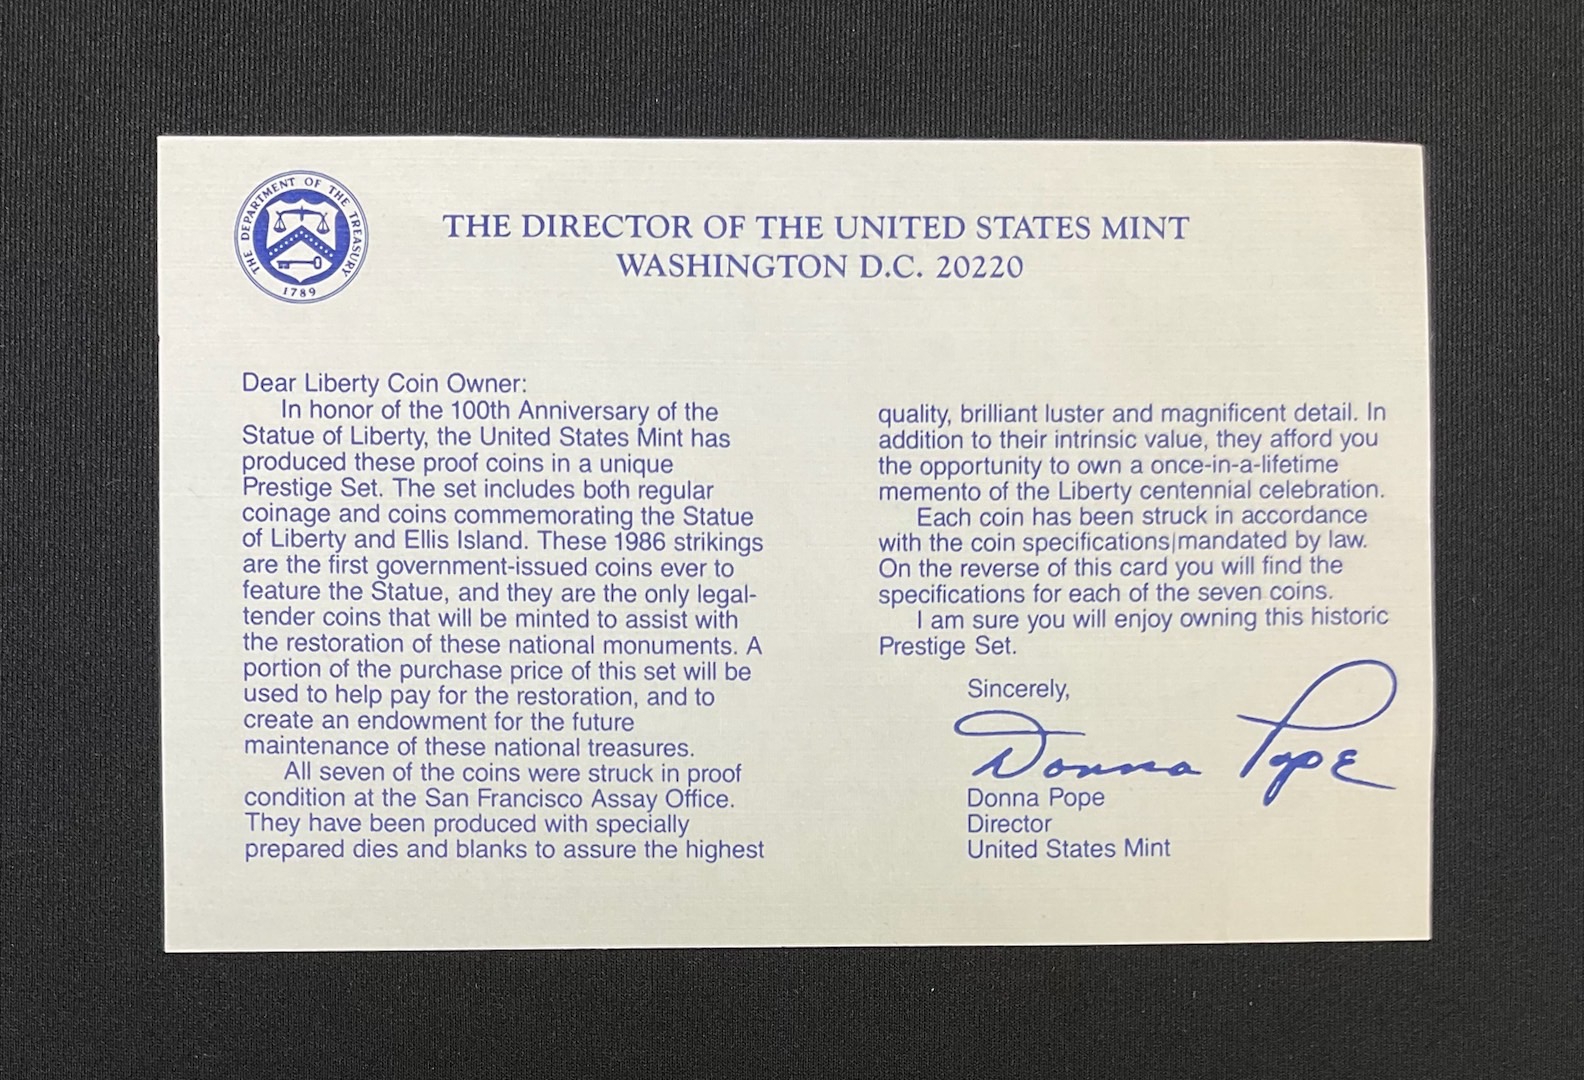 THE DEPARTMENT OF THE TREASURY
1789
THE DIRECTOR OF THE UNITED STATES MINT
WASHINGTON D.C. 20220
Dear Liberty Coin Owner:
In honor of the 100th Anniversary of the
Statue of Liberty, the United States Mint has
produced these proof coins in a unique
Prestige Set. The set includes both regular
coinage and coins commemorating the Statue
of Liberty and Ellis Island. These 1986 strikings
are the first government-issued coins ever to
feature the Statue, and they are the only legal-
tender coins that will be minted to assist with
the restoration of these national monuments. A
portion of the purchase price of this set will be
used to help pay for the restoration, and to
create an endowment for the future
maintenance of these national treasures.
All seven of the coins were struck in proof
condition at the San Francisco Assay Office.
They have been produced with specially
prepared dies and blanks to assure the highest
quality, brilliant luster and magnificent detail. In
addition to their intrinsic value, they afford you
the opportunity to own a once-in-a-lifetime
memento of the Liberty centennial celebration.
Each coin has been struck in accordance
with the coin specifications mandated by law.
On the reverse of this card you will find the
specifications for each of the seven coins.
I am sure you will enjoy owning this historic
Prestige Set.
Sincerely,
Donna Pope
Donna Pope
Director
United States Mint